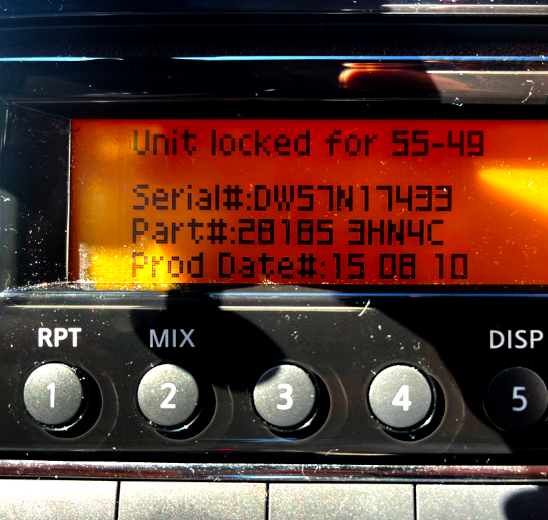 Unit locked for 55-49
Serial#:DW57N17433
Part#:28185 3HN4C
Prod Date#:15 08 10
RPT MIX DISP
1 2 3 4 5